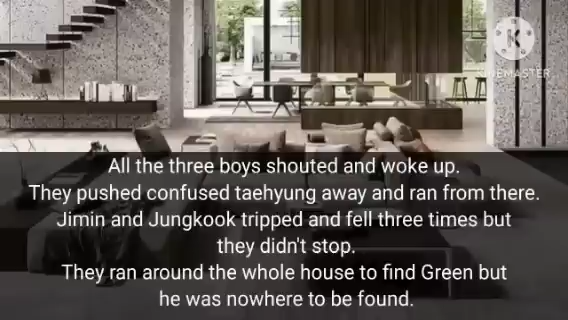 KINEMASTER
All the three boys shouted and woke up.
They pushed confused taehyung away and ran from there.
Jimin and Jungkook tripped and fell three times but
they didn't stop.
They ran around the whole house to find Green but
he was nowhere to be found.